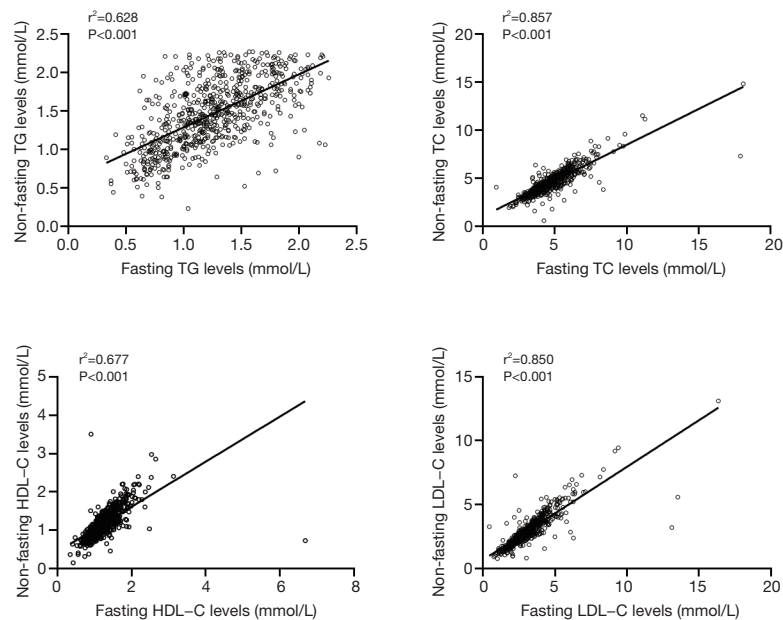 r²=0.628
P<0.001
Non-fasting TG levels (mmol/L)
2.5
2.0
1.5
1.0
0.5
0.0
0.0 0.5 1.0 1.5 2.0 2.5
Fasting TG levels (mmol/L)
r²=0.857
P<0.001
Non-fasting TC levels (mmol/L)
20
15
10
5
0
0 5 10 15 20
Fasting TC levels (mmol/L)
r²=0.677
P<0.001
Non-fasting HDL–C levels (mmol/L)
5
4
3
2
1
0
0 2 4 6 8
Fasting HDL–C levels (mmol/L)
r²=0.850
P<0.001
Non-fasting LDL–C levels (mmol/L)
15
10
5
0
0 5 10 15 20
Fasting LDL–C levels (mmol/L)